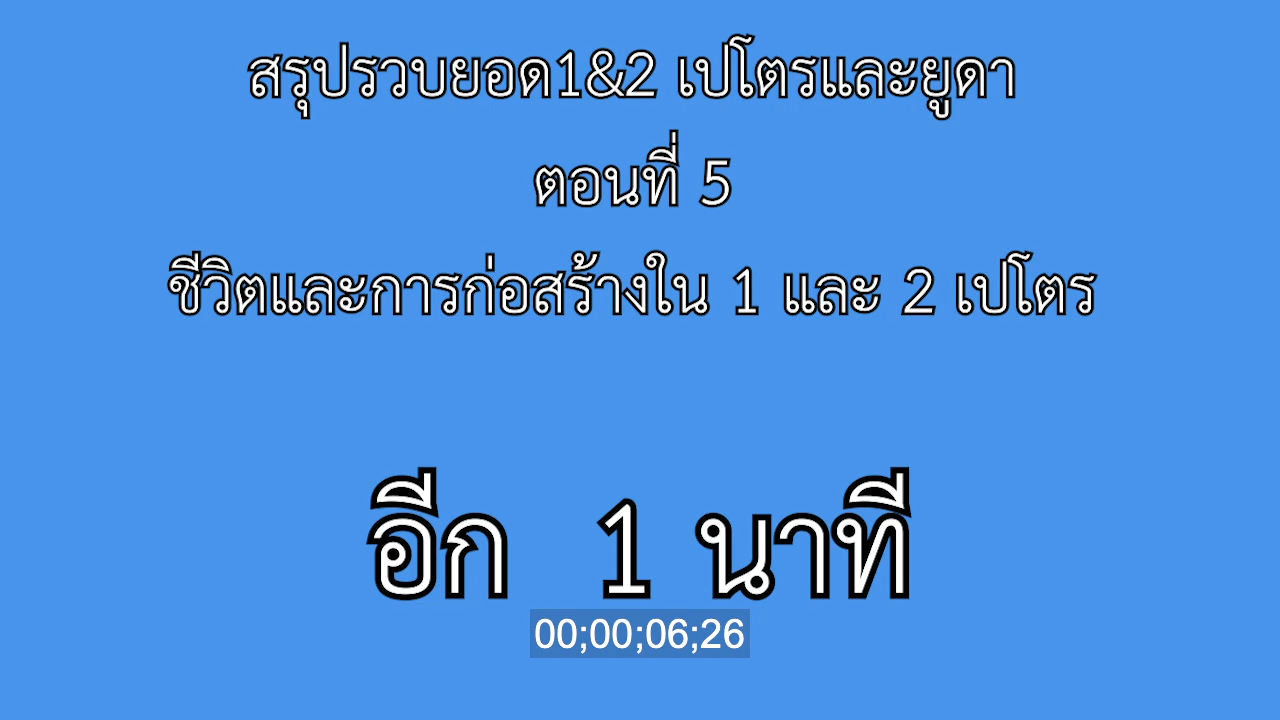 สรุปรวบยอด1&2 เปโตรและยูดา
ตอนที่ 5
ชีวิตและการก่อสร้างใน 1 และ 2 เปโตร
อีก 1 นาที
00;00;06;26